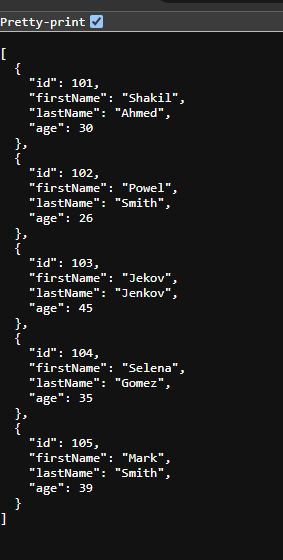 Pretty-print
[
  {
    "id": 101,
    "firstName": "Shakil",
    "lastName": "Ahmed",
    "age": 30
  },
  {
    "id": 102,
    "firstName": "Powel",
    "lastName": "Smith",
    "age": 26
  },
  {
    "id": 103,
    "firstName": "Jekov",
    "lastName": "Jenkov",
    "age": 45
  },
  {
    "id": 104,
    "firstName": "Selena",
    "lastName": "Gomez",
    "age": 35
  },
  {
    "id": 105,
    "firstName": "Mark",
    "lastName": "Smith",
    "age": 39
  }
]